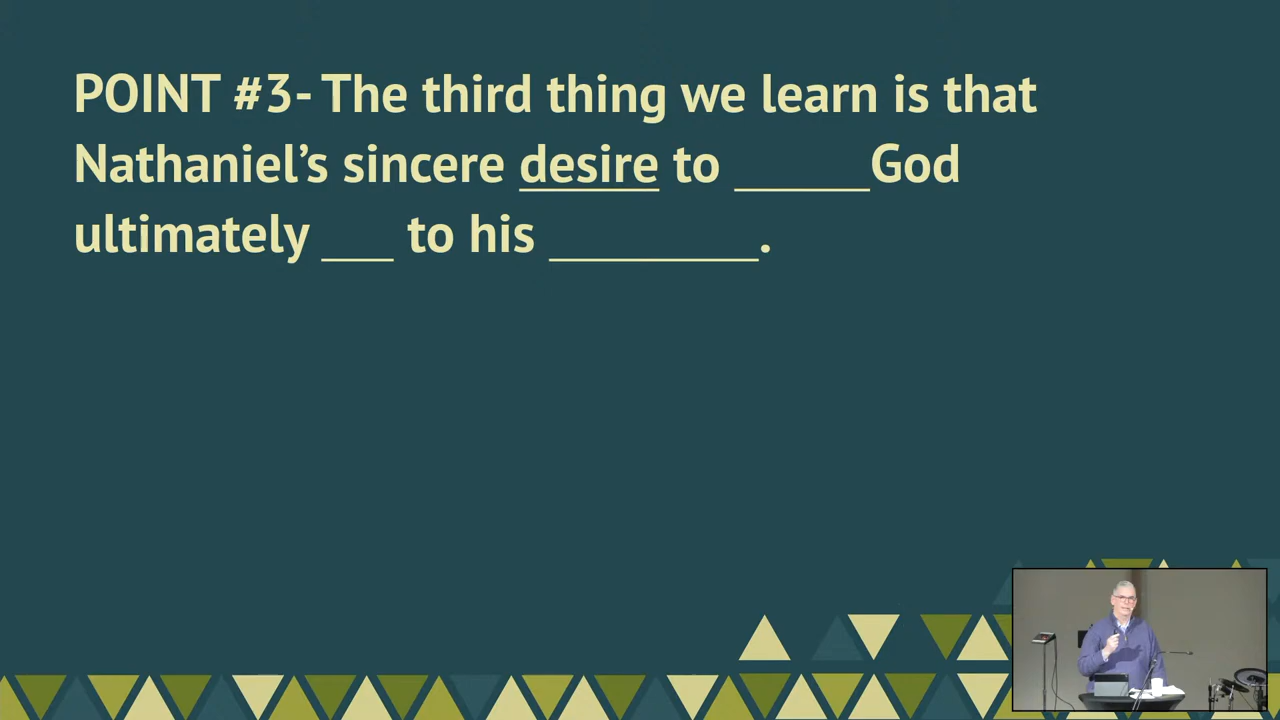 POINT #3- The third thing we learn is that
Nathaniel’s sincere desire to ______God
ultimately ___ to his _________.